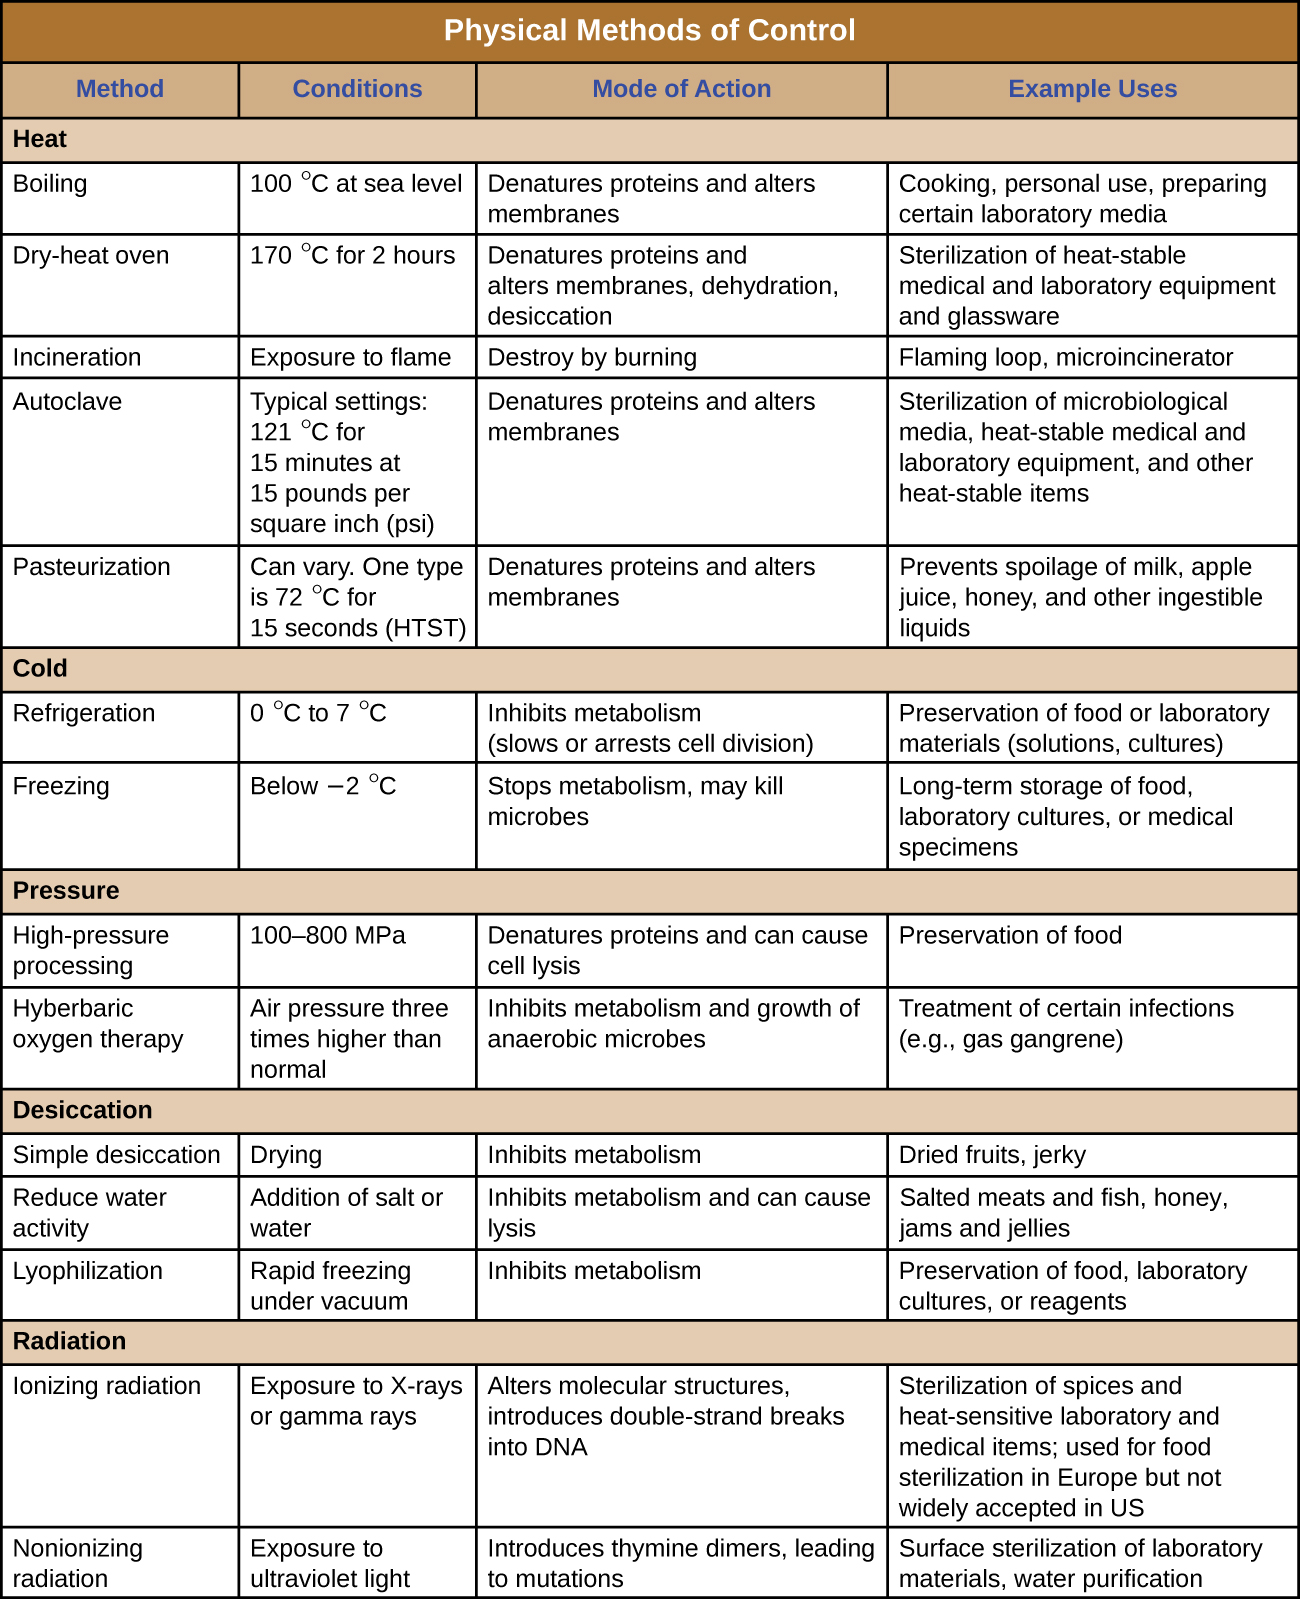 Physical Methods of Control
Method
Conditions
Mode of Action
Example Uses
Heat
Boiling
100 °C at sea level
Denatures proteins and alters
membranes
Cooking, personal use, preparing
certain laboratory media
Dry-heat oven
170 °C for 2 hours
Denatures proteins and
alters membranes, dehydration,
desiccation
Sterilization of heat-stable
medical and laboratory equipment
and glassware
Incineration
Exposure to flame
Destroy by burning
Flaming loop, microincinerator
Autoclave
Typical settings:
121 °C for
15 minutes at
15 pounds per
square inch (psi)
Denatures proteins and alters
membranes
Sterilization of microbiological
media, heat-stable medical and
laboratory equipment, and other
heat-stable items
Pasteurization
Can vary. One type
is 72 °C for
15 seconds (HTST)
Denatures proteins and alters
membranes
Prevents spoilage of milk, apple
juice, honey, and other ingestible
liquids
Cold
Refrigeration
0 °C to 7 °C
Inhibits metabolism
(slows or arrests cell division)
Preservation of food or laboratory
materials (solutions, cultures)
Freezing
Below −2 °C
Stops metabolism, may kill
microbes
Long-term storage of food,
laboratory cultures, or medical
specimens
Pressure
High-pressure
processing
100–800 MPa
Denatures proteins and can cause
cell lysis
Preservation of food
Hyberbaric
oxygen therapy
Air pressure three
times higher than
normal
Inhibits metabolism and growth of
anaerobic microbes
Treatment of certain infections
(e.g., gas gangrene)
Desiccation
Simple desiccation
Drying
Inhibits metabolism
Dried fruits, jerky
Reduce water
activity
Addition of salt or
water
Inhibits metabolism and can cause
lysis
Salted meats and fish, honey,
jams and jellies
Lyophilization
Rapid freezing
under vacuum
Inhibits metabolism
Preservation of food, laboratory
cultures, or reagents
Radiation
Ionizing radiation
Exposure to X-rays
or gamma rays
Alters molecular structures,
introduces double-strand breaks
into DNA
Sterilization of spices and
heat-sensitive laboratory and
medical items; used for food
sterilization in Europe but not
widely accepted in US
Nonionizing
radiation
Exposure to
ultraviolet light
Introduces thymine dimers, leading
to mutations
Surface sterilization of laboratory
materials, water purification